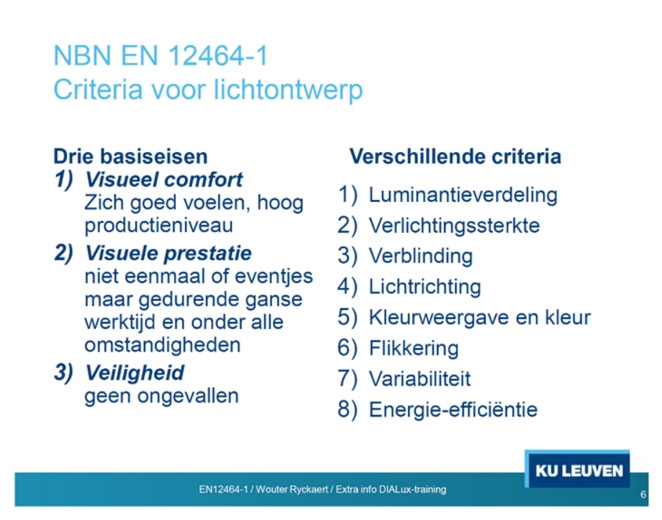 NBN EN 12464-1
Criteria voor lichtontwerp
Drie basiseisen
1) Visueel comfort
Zich goed voelen, hoog
productieniveau
2) Visuele prestatie
niet eenmaal of eventjes
maar gedurende ganse
werktijd en onder alle
omstandigheden
3) Veiligheid
geen ongevallen
Verschillende criteria
1) Luminantieverdeling
2) Verlichtingssterkte
3) Verblinding
4) Lichtrichting
5) Kleurweergave en kleur
6) Flikkering
7) Variabiliteit
8) Energie-efficiëntie
KU LEUVEN
EN12464-1 / Wouter Ryckaert / Extra info DIALux-training
6